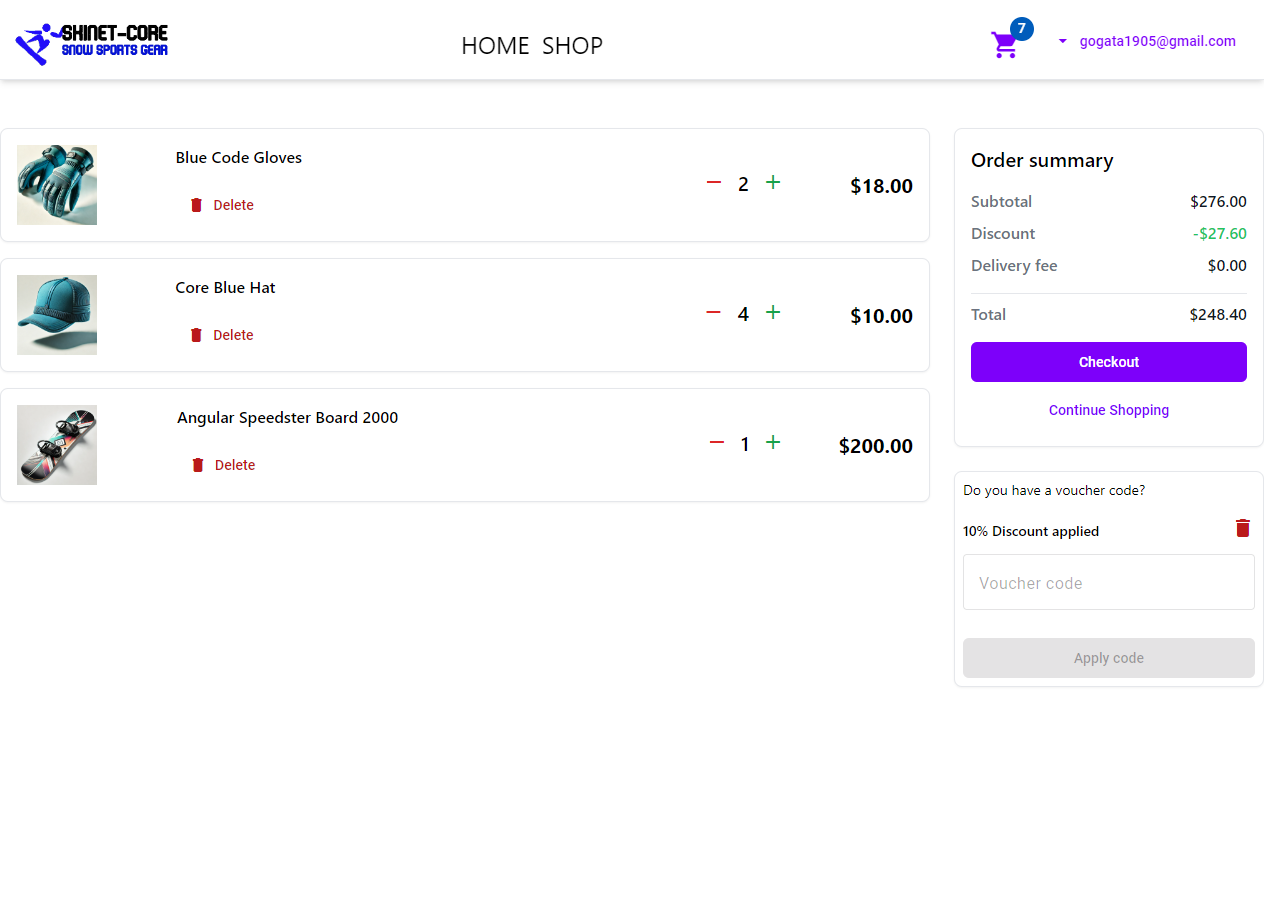 SKINET-CORE
SNOW SPORTS GEAR
HOME SHOP
7
gogata1905@gmail.com
Blue Code Gloves
Delete
2
$18.00
Core Blue Hat
Delete
4
$10.00
Angular Speedster Board 2000
Delete
1
$200.00
Order summary
Subtotal $276.00
Discount -$27.60
Delivery fee $0.00
Total $248.40
Checkout
Continue Shopping
Do you have a voucher code?
10% Discount applied
Voucher code
Apply code